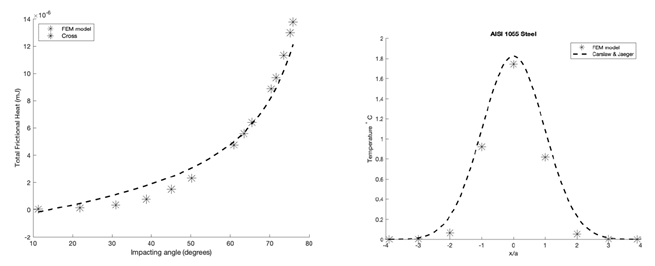 ×10⁻⁶
14
12
10
8
6
4
2
0
-2
10 20 30 40 50 60 70 80
Impacting angle (degrees)
Total Frictional Heat (mJ)
FEM model
Cross
AISI 1055 Steel
2
1.8
1.6
1.4
1.2
1
0.8
0.6
0.4
0.2
0
-4 -3 -2 -1 0 1 2 3 4
x/a
Temperature ° C
FEM model
Carslaw & Jaeger